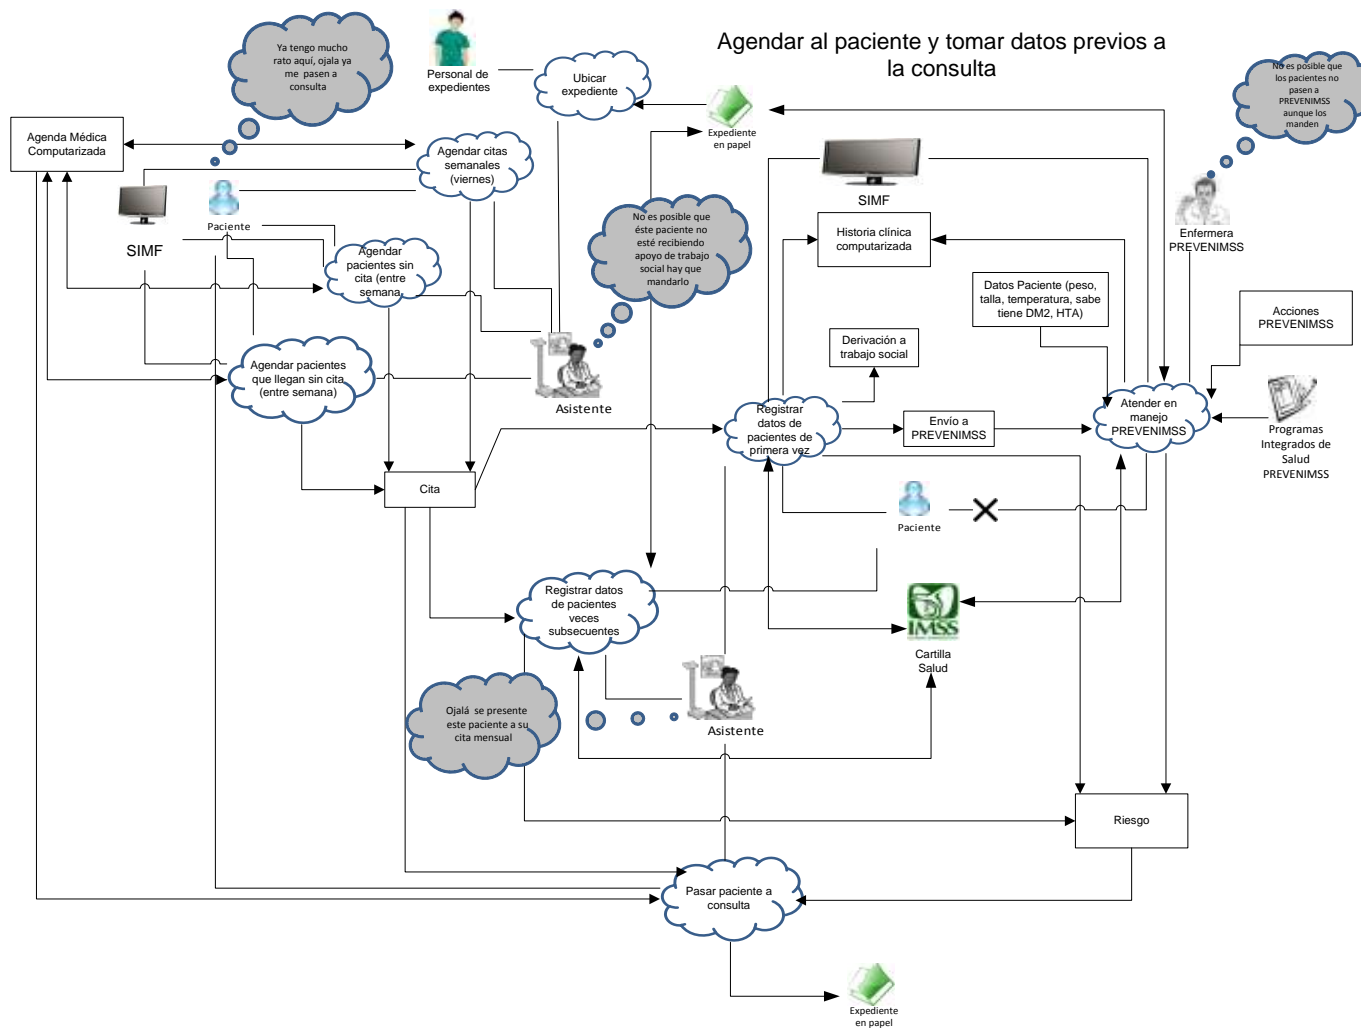 Agendar al paciente y tomar datos previos a
la consulta
Ya tengo mucho
rato aquí, ojala ya
me pasen a
consulta
Personal de
expedientes
Ubicar
expediente
Expediente
en papel
No es posible que
los pacientes no
pasen a
PREVENIMSS
aunque los
manden
Agenda Médica
Computarizada
Agendar citas
semanales
(viernes)
SIMF
Paciente
SIMF
Enfermera
PREVENIMSS
No es posible que
éste paciente no
esté recibiendo
apoyo de trabajo
social hay que
mandarlo
Historia clínica
computarizada
Agendar
pacientes sin
cita (entre
semana
Datos Paciente (peso,
talla, temperatura, sabe
tiene DM2, HTA)
Acciones
PREVENIMSS
Derivación a
trabajo social
Agendar pacientes
que llegan sin cita
(entre semana)
Asistente
Registrar
datos de
pacientes de
primera vez
Envío a
PREVENIMSS
Atender en
manejo
PREVENIMSS
Programas
Integrados de
Salud
PREVENIMSS
Cita
Paciente
Registrar datos
de pacientes
veces
subsecuentes
IMSS
Cartilla
Salud
Ojalá se presente
este paciente a su
cita mensual
Asistente
Riesgo
Pasar paciente a
consulta
Expediente
en papel